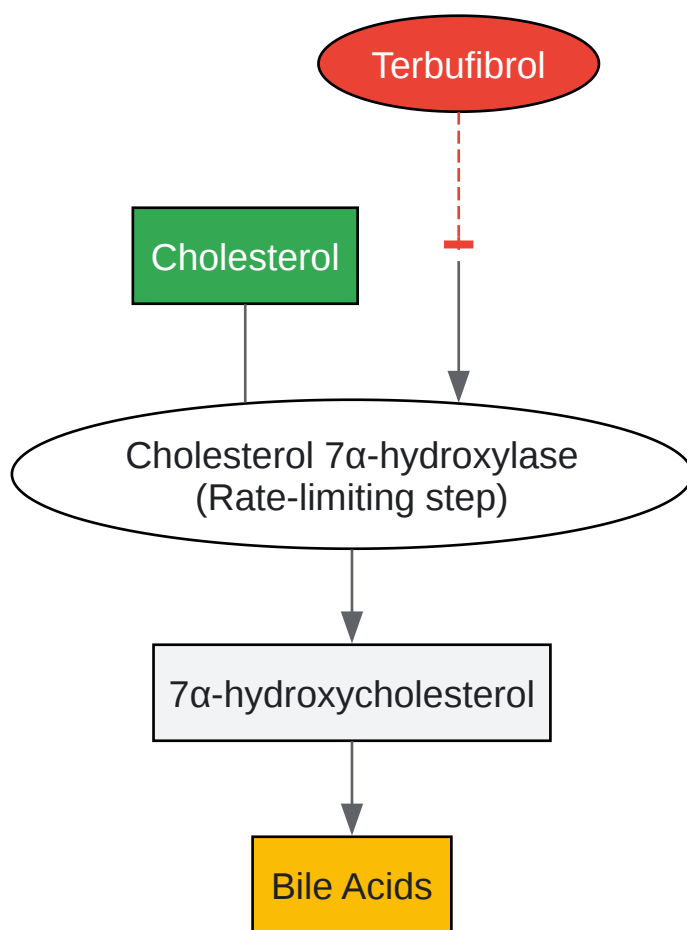 Terbufibrol
Cholesterol
Cholesterol 7α-hydroxylase
(Rate-limiting step)
7α-hydroxycholesterol
Bile Acids